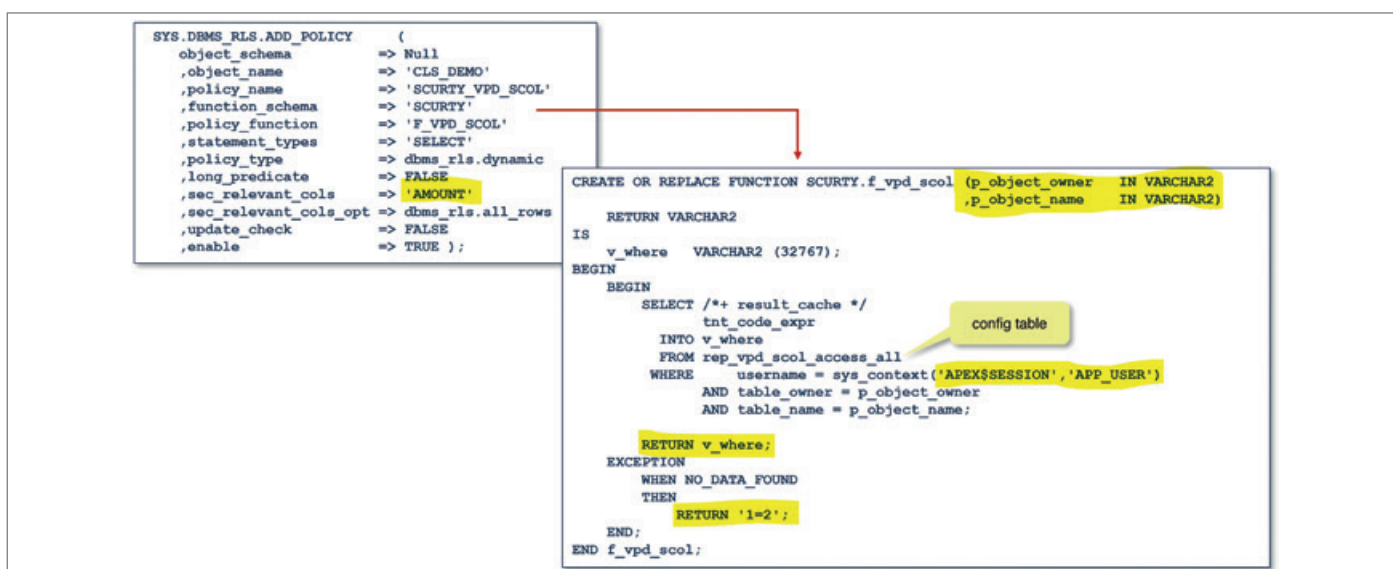 SYS.DBMS_RLS.ADD_POLICY (
object_schema => Null
,object_name => 'CLS_DEMO'
,policy_name => 'SCURTY_VPD_SCOL'
,function_schema => 'SCURTY'
,policy_function => 'F_VPD_SCOL'
,statement_types => 'SELECT'
,policy_type => dbms_rls.dynamic
,long_predicate => FALSE
,sec_relevant_cols => 'AMOUNT'
,sec_relevant_cols_opt => dbms_rls.all_rows
,update_check => FALSE
,enable => TRUE );
CREATE OR REPLACE FUNCTION SCURTY.f_vpd_scol (p_object_owner IN VARCHAR2
,p_object_name IN VARCHAR2)
RETURN VARCHAR2
IS
v_where VARCHAR2 (32767);
BEGIN
BEGIN
SELECT /*+ result_cache */
tnt_code_expr
INTO v_where
config table
FROM rep_vpd_scol_access_all
WHERE username = sys_context('APEX$SESSION','APP_USER')
AND table_owner = p_object_owner
AND table_name = p_object_name;
RETURN v_where;
EXCEPTION
WHEN NO_DATA_FOUND
THEN
RETURN '1=2';
END;
END f_vpd_scol;